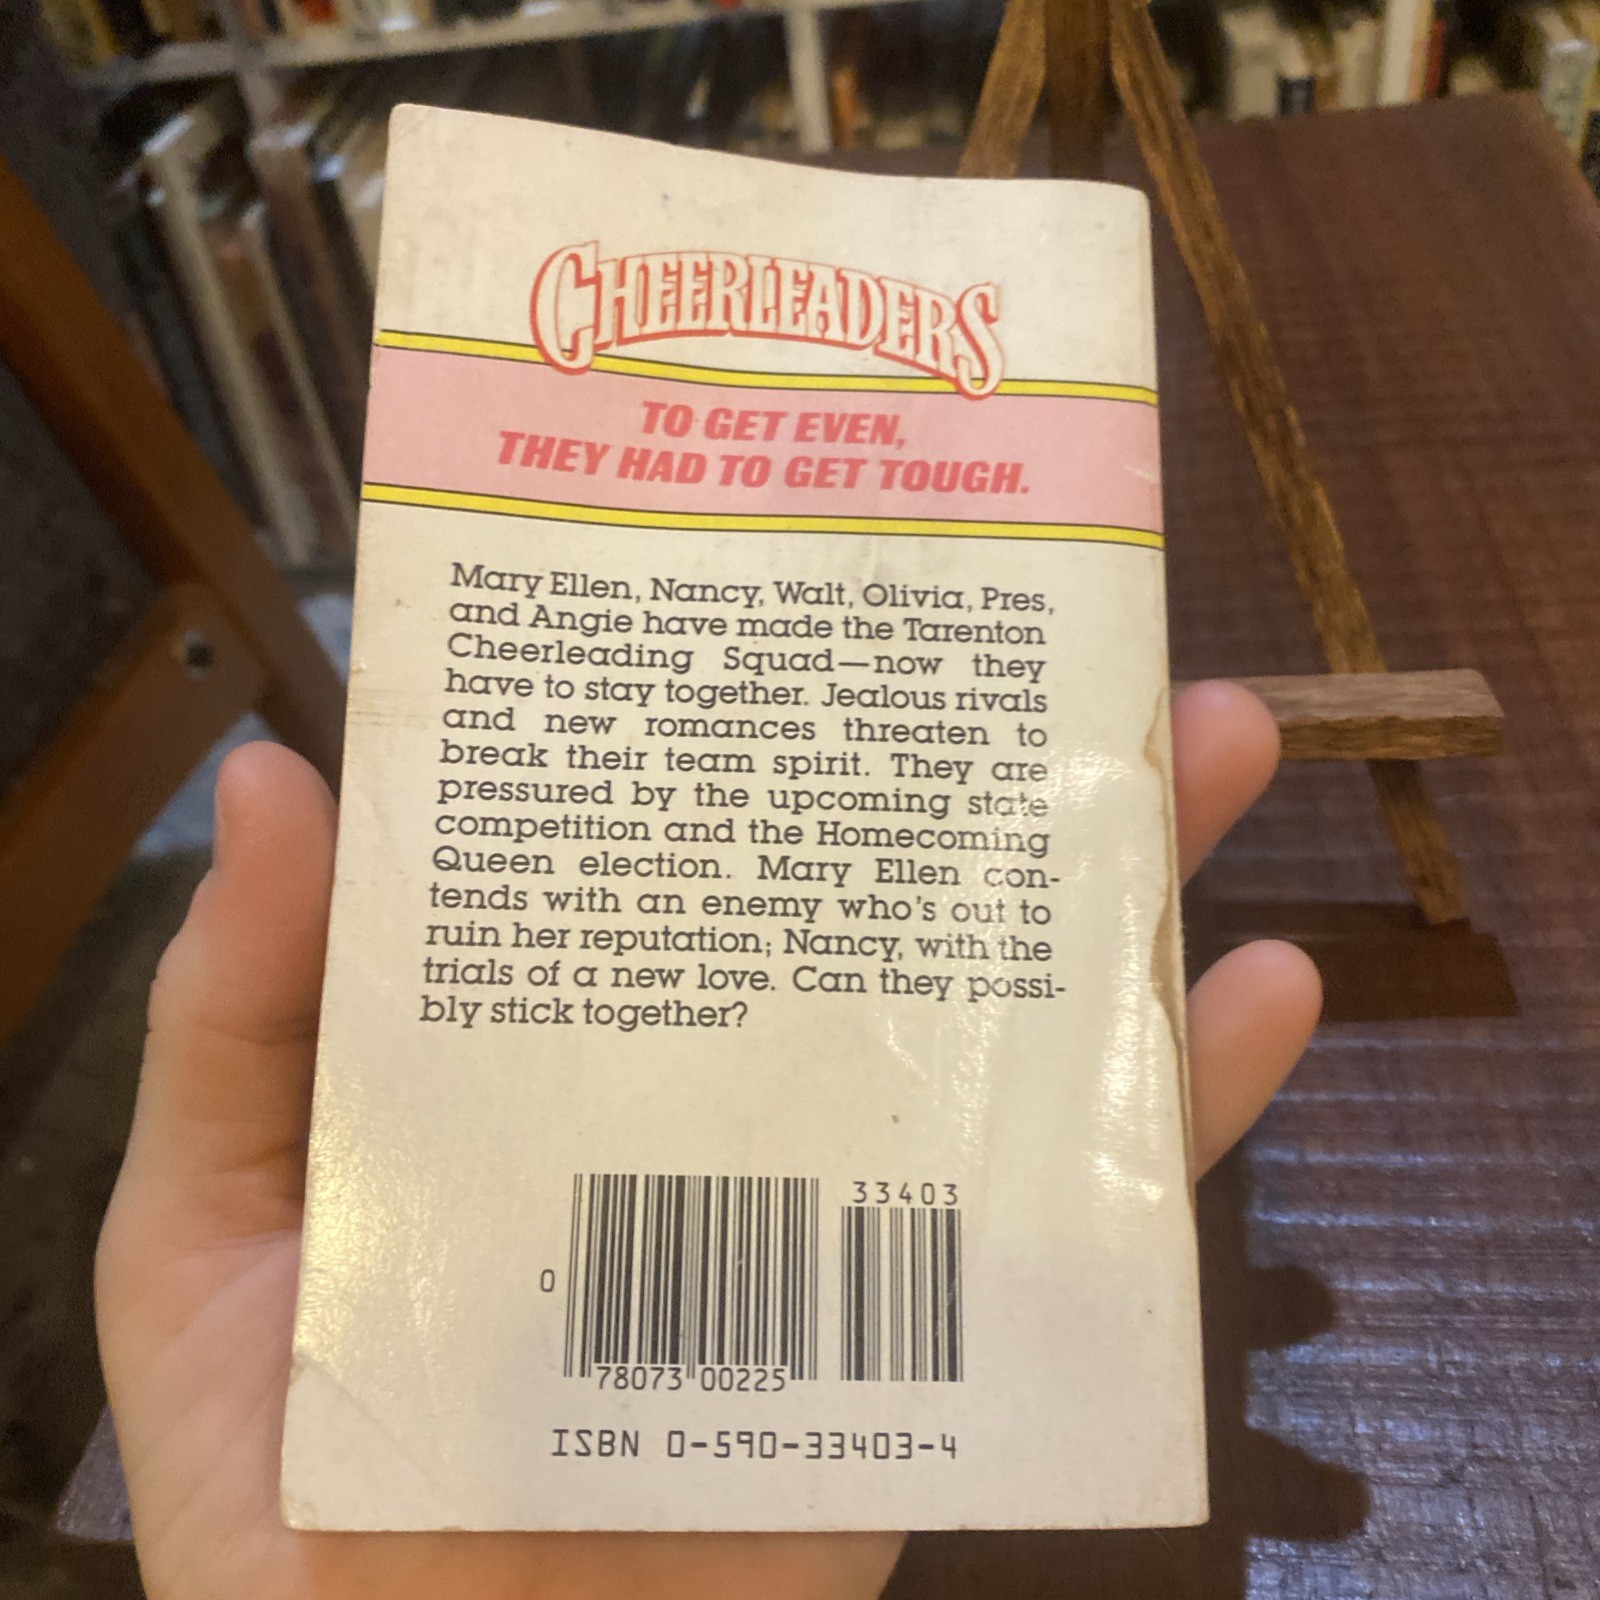 CHEERLEADERS
TO GET EVEN,
THEY HAD TO GET TOUGH.
Mary Ellen, Nancy, Walt, Olivia, Pres,
and Angie have made the Tarenton
Cheerleading Squad—now they
have to stay together. Jealous rivals
and new romances threaten to
break their team spirit. They are
pressured by the upcoming state
competition and the Homecoming
Queen election. Mary Ellen con-
tends with an enemy who's out to
ruin her reputation; Nancy, with the
trials of a new love. Can they possi-
bly stick together?
33403
0
78073 00225
ISBN 0-590-33403-4